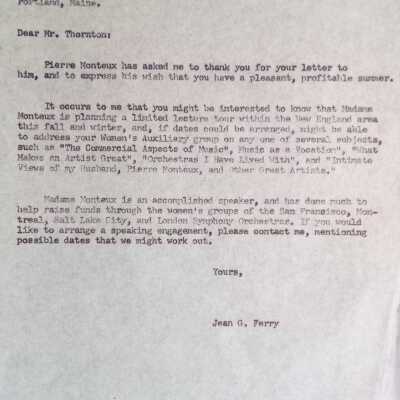 Portland, Maine.
Dear Mr. Thornton:
Pierre Monteux has asked me to thank you for your letter to
him, and to express his wish that you have a pleasant, profitable summer.
It occurs to me that you might be interested to know that Madame
Monteux is planning a limited lecture tour within the New England area
this fall and winter, and, if dates could be arranged, might be able
to address your Women's Auxiliary group on any one of several subjects,
such as "The Commercial Aspects of Music", Music as a Vocation", "What
Makes an Artist Great", "Orchestras I Have Lived With", and "Intimate
Views of my Husband, Pierre Monteux, and Other Great Artists."
Madame Monteux is an accomplished speaker, and has done much to
help raise funds through the women's groups of the San Francisco, Mon-
treal, Salt Lake City, and London Symphony Orchestras. If you would
like to arrange a speaking engagement, please contact me, mentioning
possible dates that we might work out.
Yours,
Jean G. Perry